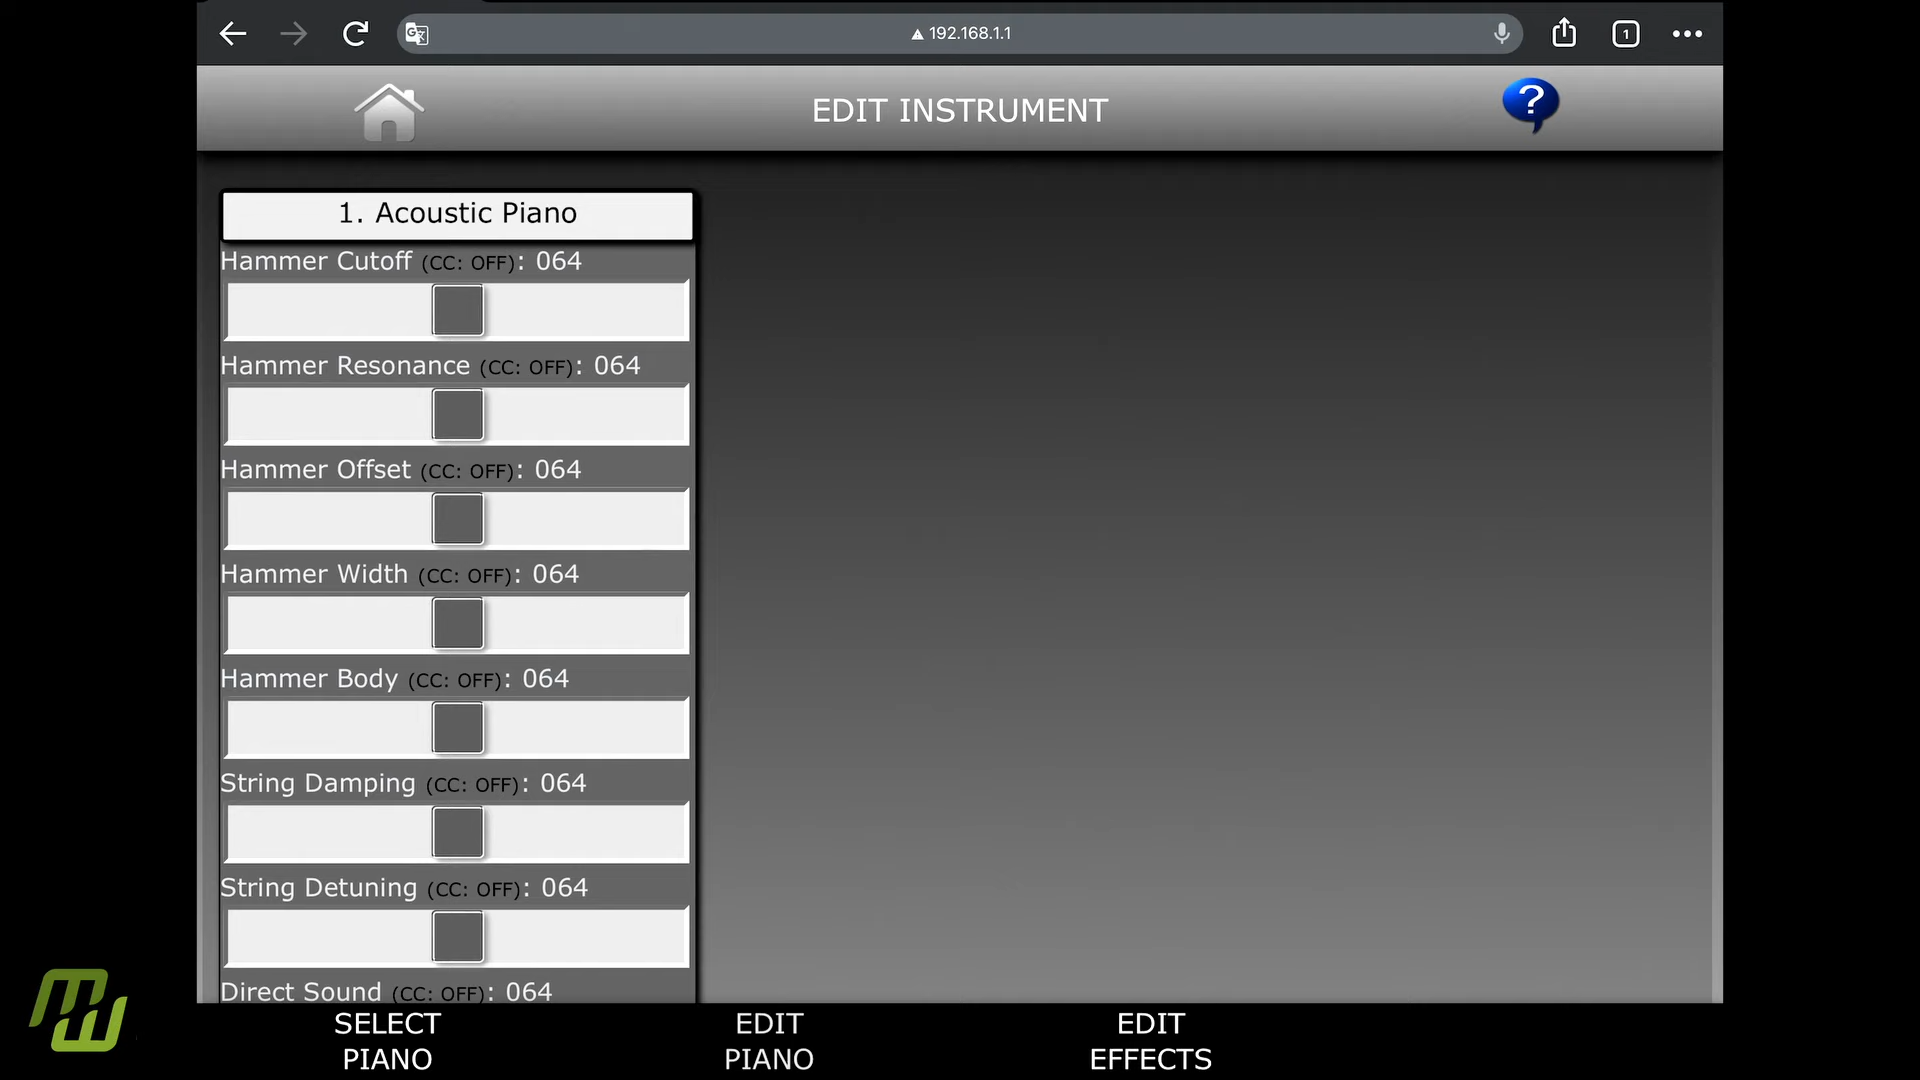 192.168.1.1
1
EDIT INSTRUMENT
?
1. Acoustic Piano
Hammer Cutoff (CC: OFF): 064
Hammer Resonance (CC: OFF): 064
Hammer Offset (CC: OFF): 064
Hammer Width (CC: OFF): 064
Hammer Body (CC: OFF): 064
String Damping (CC: OFF): 064
String Detuning (CC: OFF): 064
Direct Sound (CC: OFF): 064
SELECT
PIANO
EDIT
PIANO
EDIT
EFFECTS